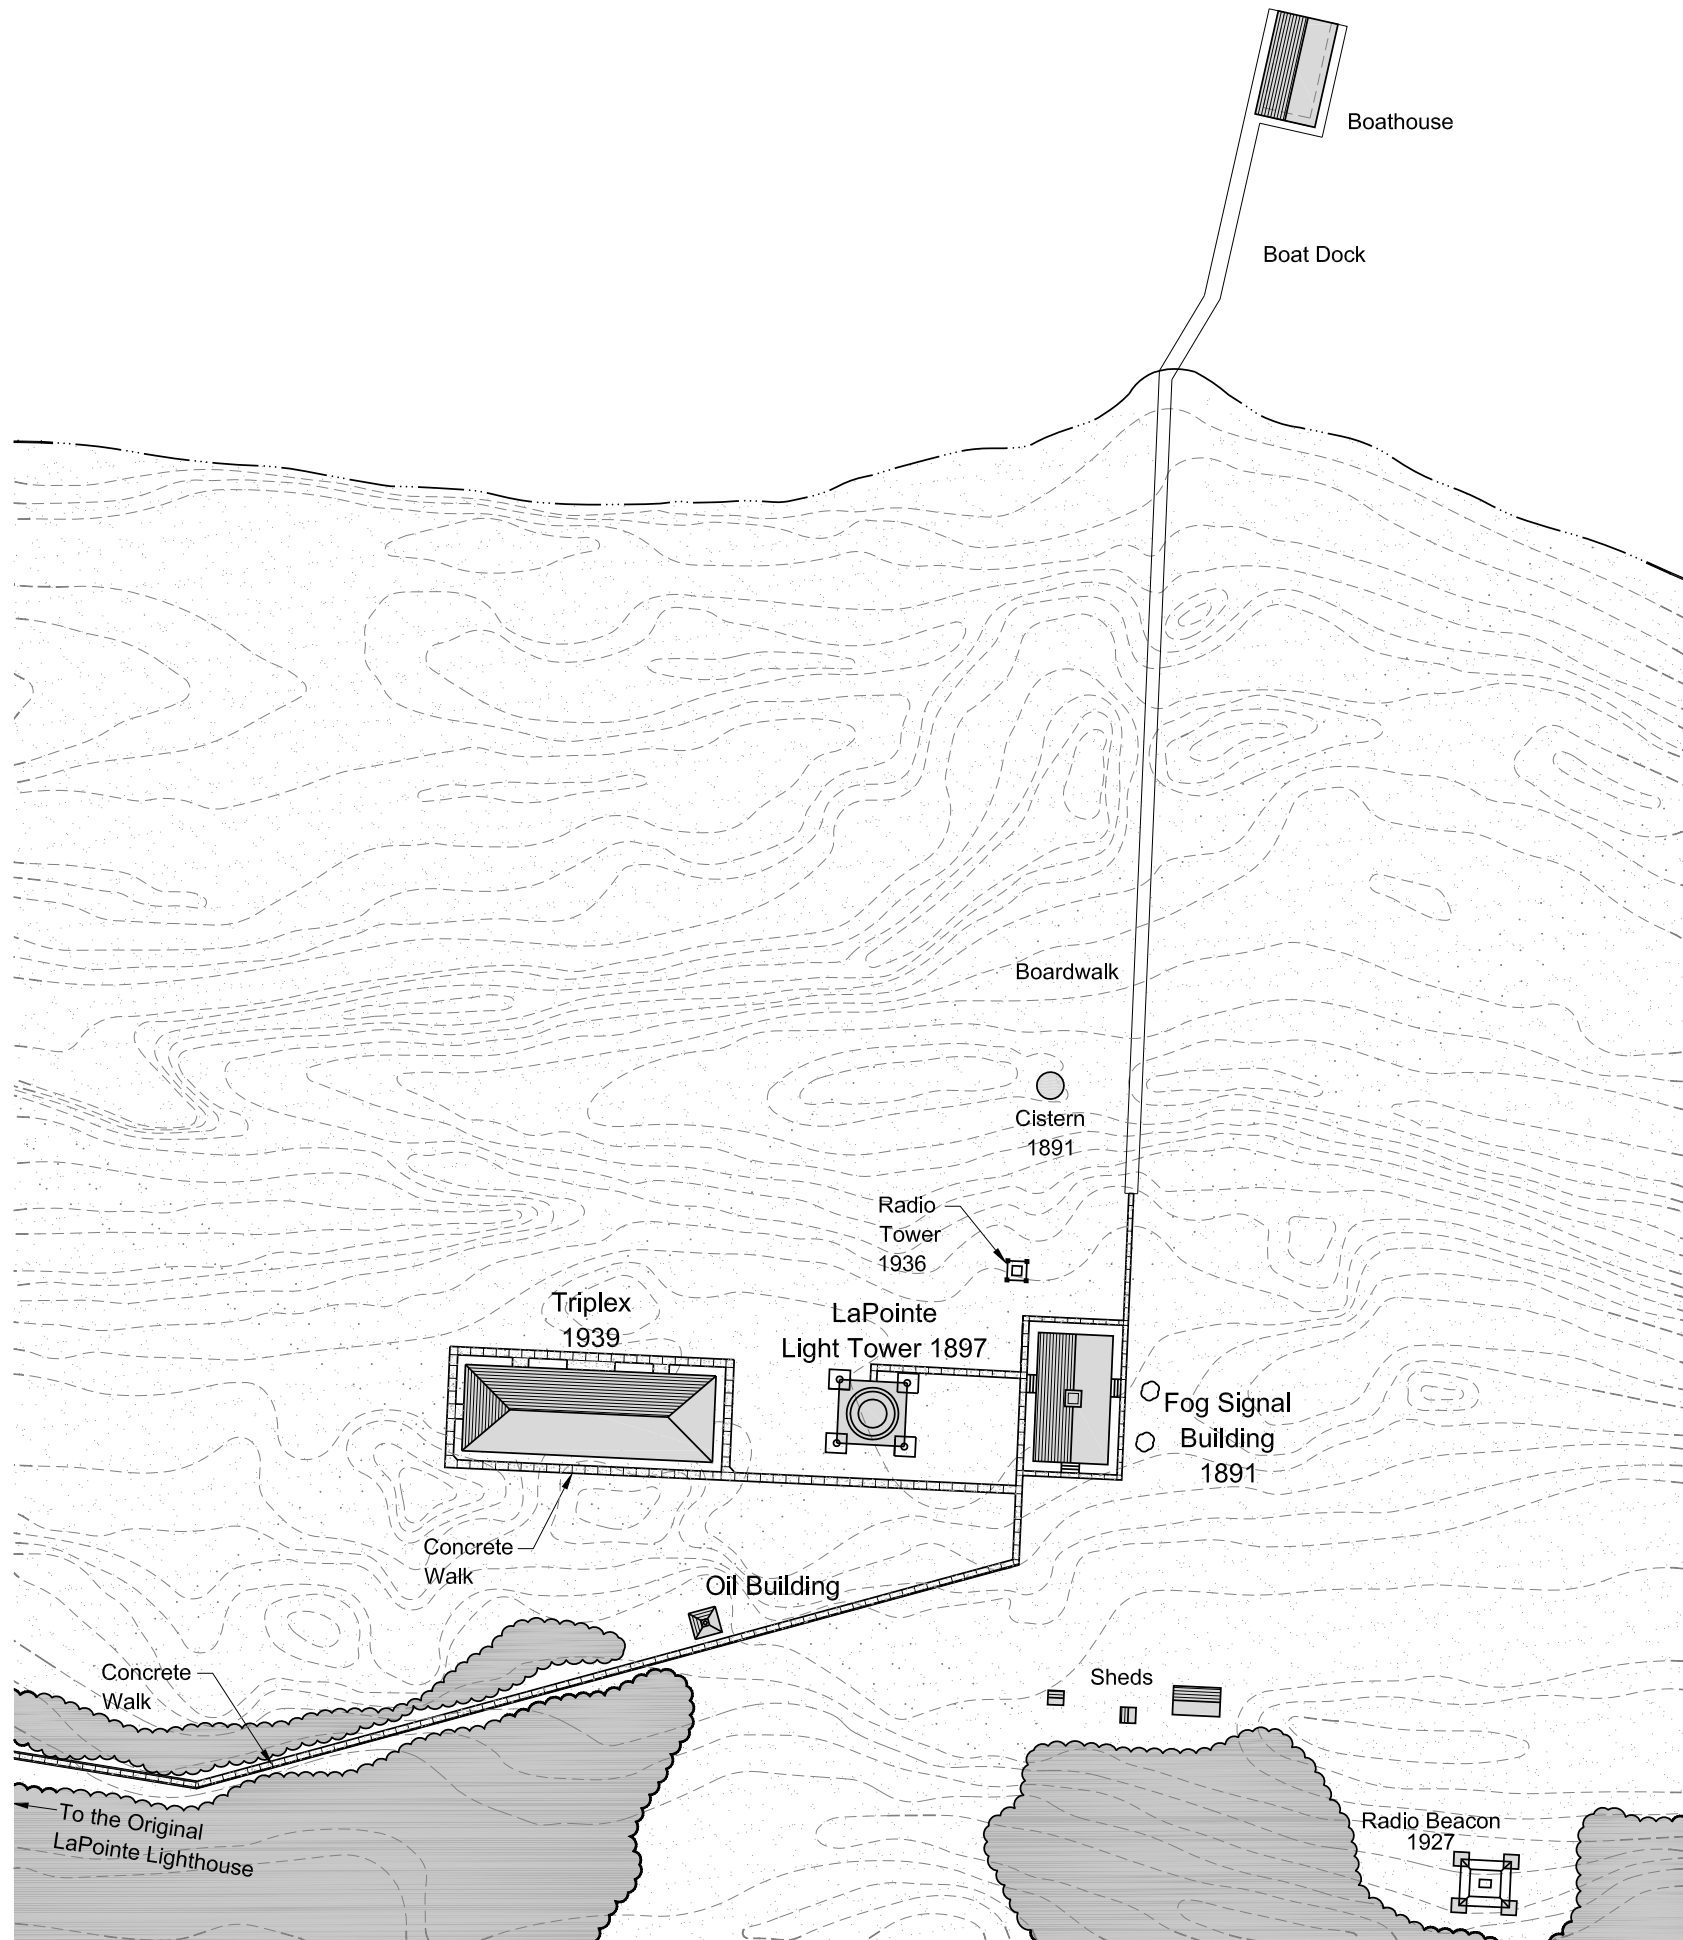 Boathouse
Boat Dock
Boardwalk
Cistern
1891
Radio
Tower
1936
Triplex
1939
LaPointe
Light Tower 1897
Fog Signal
Building
1891
Concrete
Walk
Oil Building
Concrete
Walk
Sheds
To the Original
LaPointe Lighthouse
Radio Beacon
1927